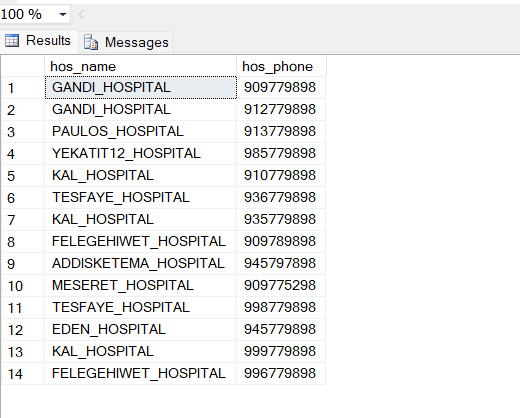 100 %
Results Messages
hos_name hos_phone
1 GANDI_HOSPITAL 909779898
2 GANDI_HOSPITAL 912779898
3 PAULOS_HOSPITAL 913779898
4 YEKATIT12_HOSPITAL 985779898
5 KAL_HOSPITAL 910779898
6 TESFAYE_HOSPITAL 936779898
7 KAL_HOSPITAL 935779898
8 FELEGEHIWET_HOSPITAL 909789898
9 ADDISKETEMA_HOSPITAL 945797898
10 MESERET_HOSPITAL 909775298
11 TESFAYE_HOSPITAL 998779898
12 EDEN_HOSPITAL 945779898
13 KAL_HOSPITAL 999779898
14 FELEGEHIWET_HOSPITAL 996779898